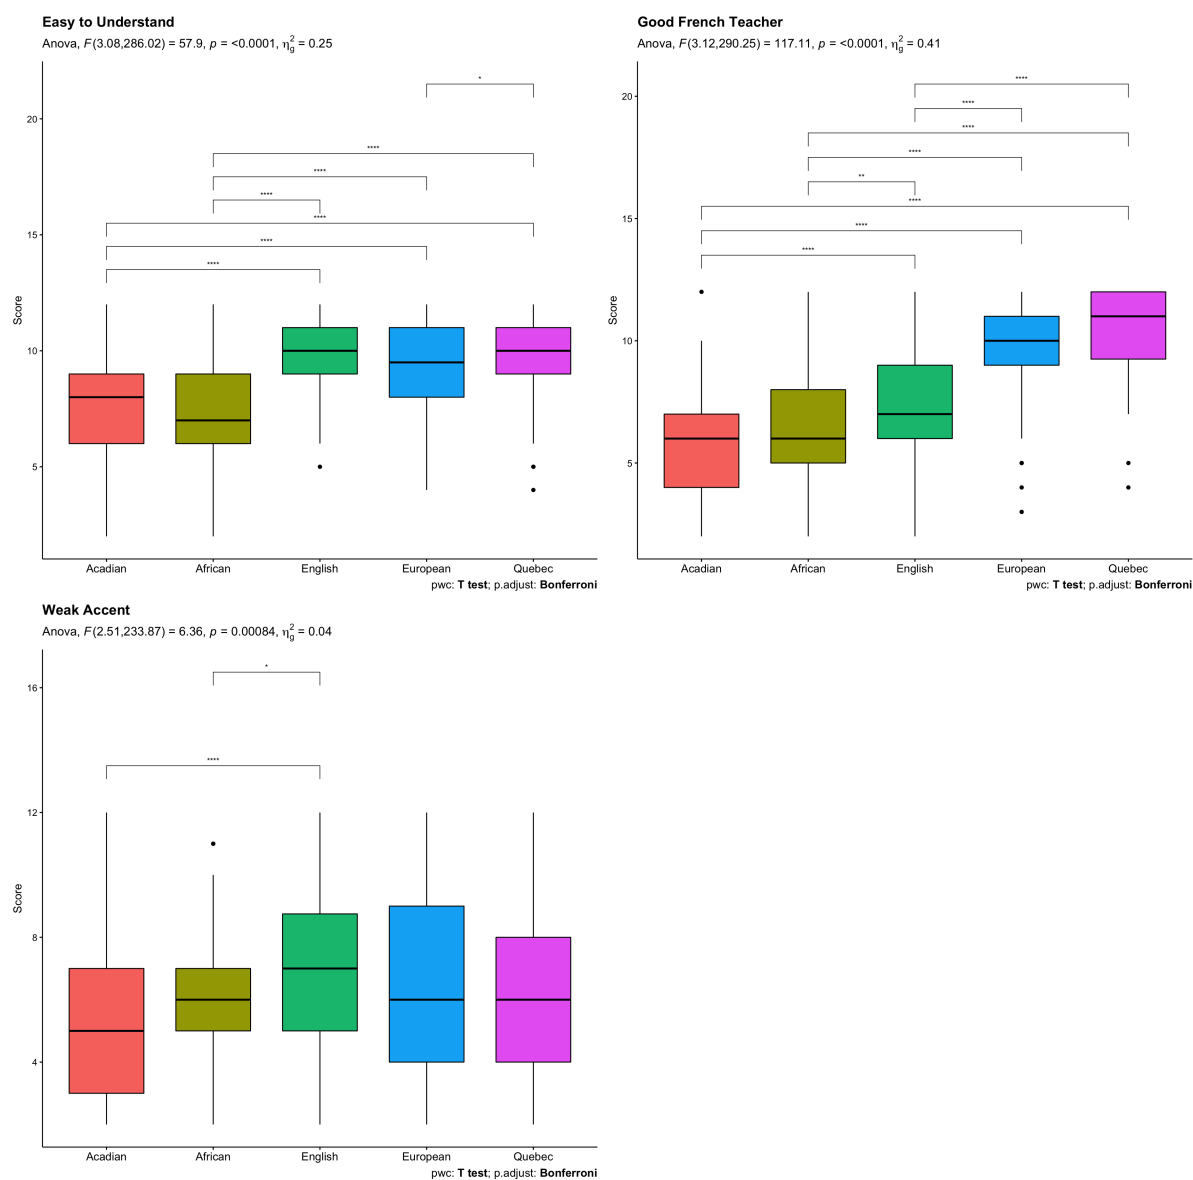 Easy to Understand
Anova, F(3.08,286.02) = 57.9, p = <0.0001, η²g = 0.25
*
****
****
****
****
****
****
20
15
10
5
Score
Acadian African English European Quebec
pwc: T test; p.adjust: Bonferroni
Good French Teacher
Anova, F(3.12,290.25) = 117.11, p = <0.0001, η²g = 0.41
****
****
****
****
**
****
****
****
20
15
10
5
Score
Acadian African English European Quebec
pwc: T test; p.adjust: Bonferroni
Weak Accent
Anova, F(2.51,233.87) = 6.36, p = 0.00084, η²g = 0.04
*
****
16
12
8
4
Score
Acadian African English European Quebec
pwc: T test; p.adjust: Bonferroni